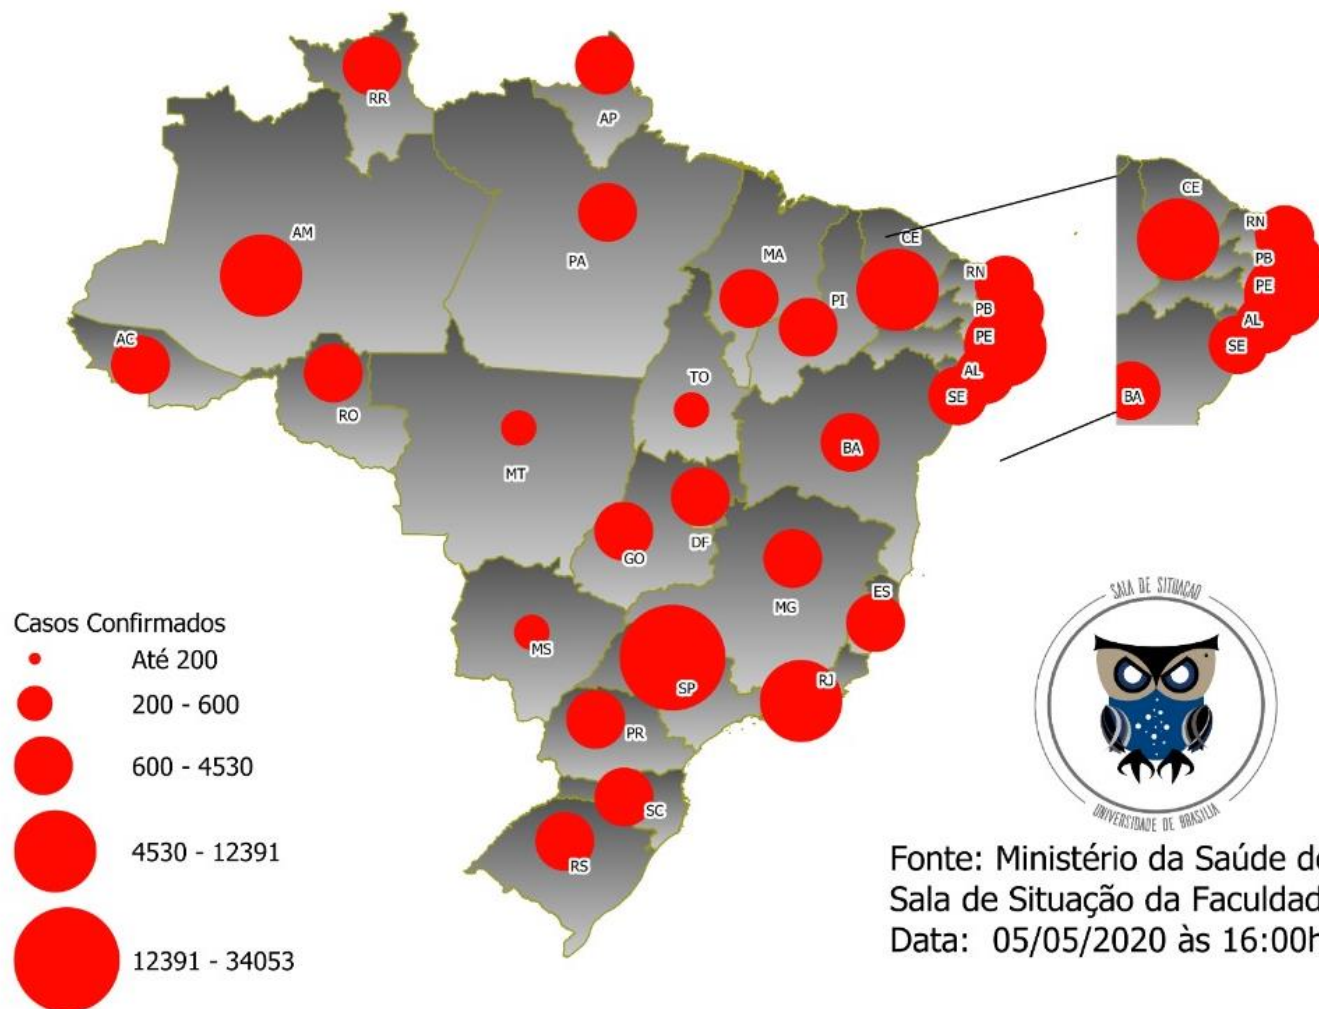 RR
AP
AM
PA
MA
CE
PI
RN
PB
PE
AL
SE
AC
RO
TO
MT
BA
GO
DF
MG
ES
MS
SP
RJ
PR
SC
RS
CE
RN
PB
PE
AL
SE
BA
Casos Confirmados
Até 200
200 - 600
600 - 4530
4530 - 12391
12391 - 34053
SALA DE SITUAÇÃO
UNIVERSIDADE DE BRASÍLIA
Fonte: Ministério da Saúde d
Sala de Situação da Faculdad
Data: 05/05/2020 às 16:00h